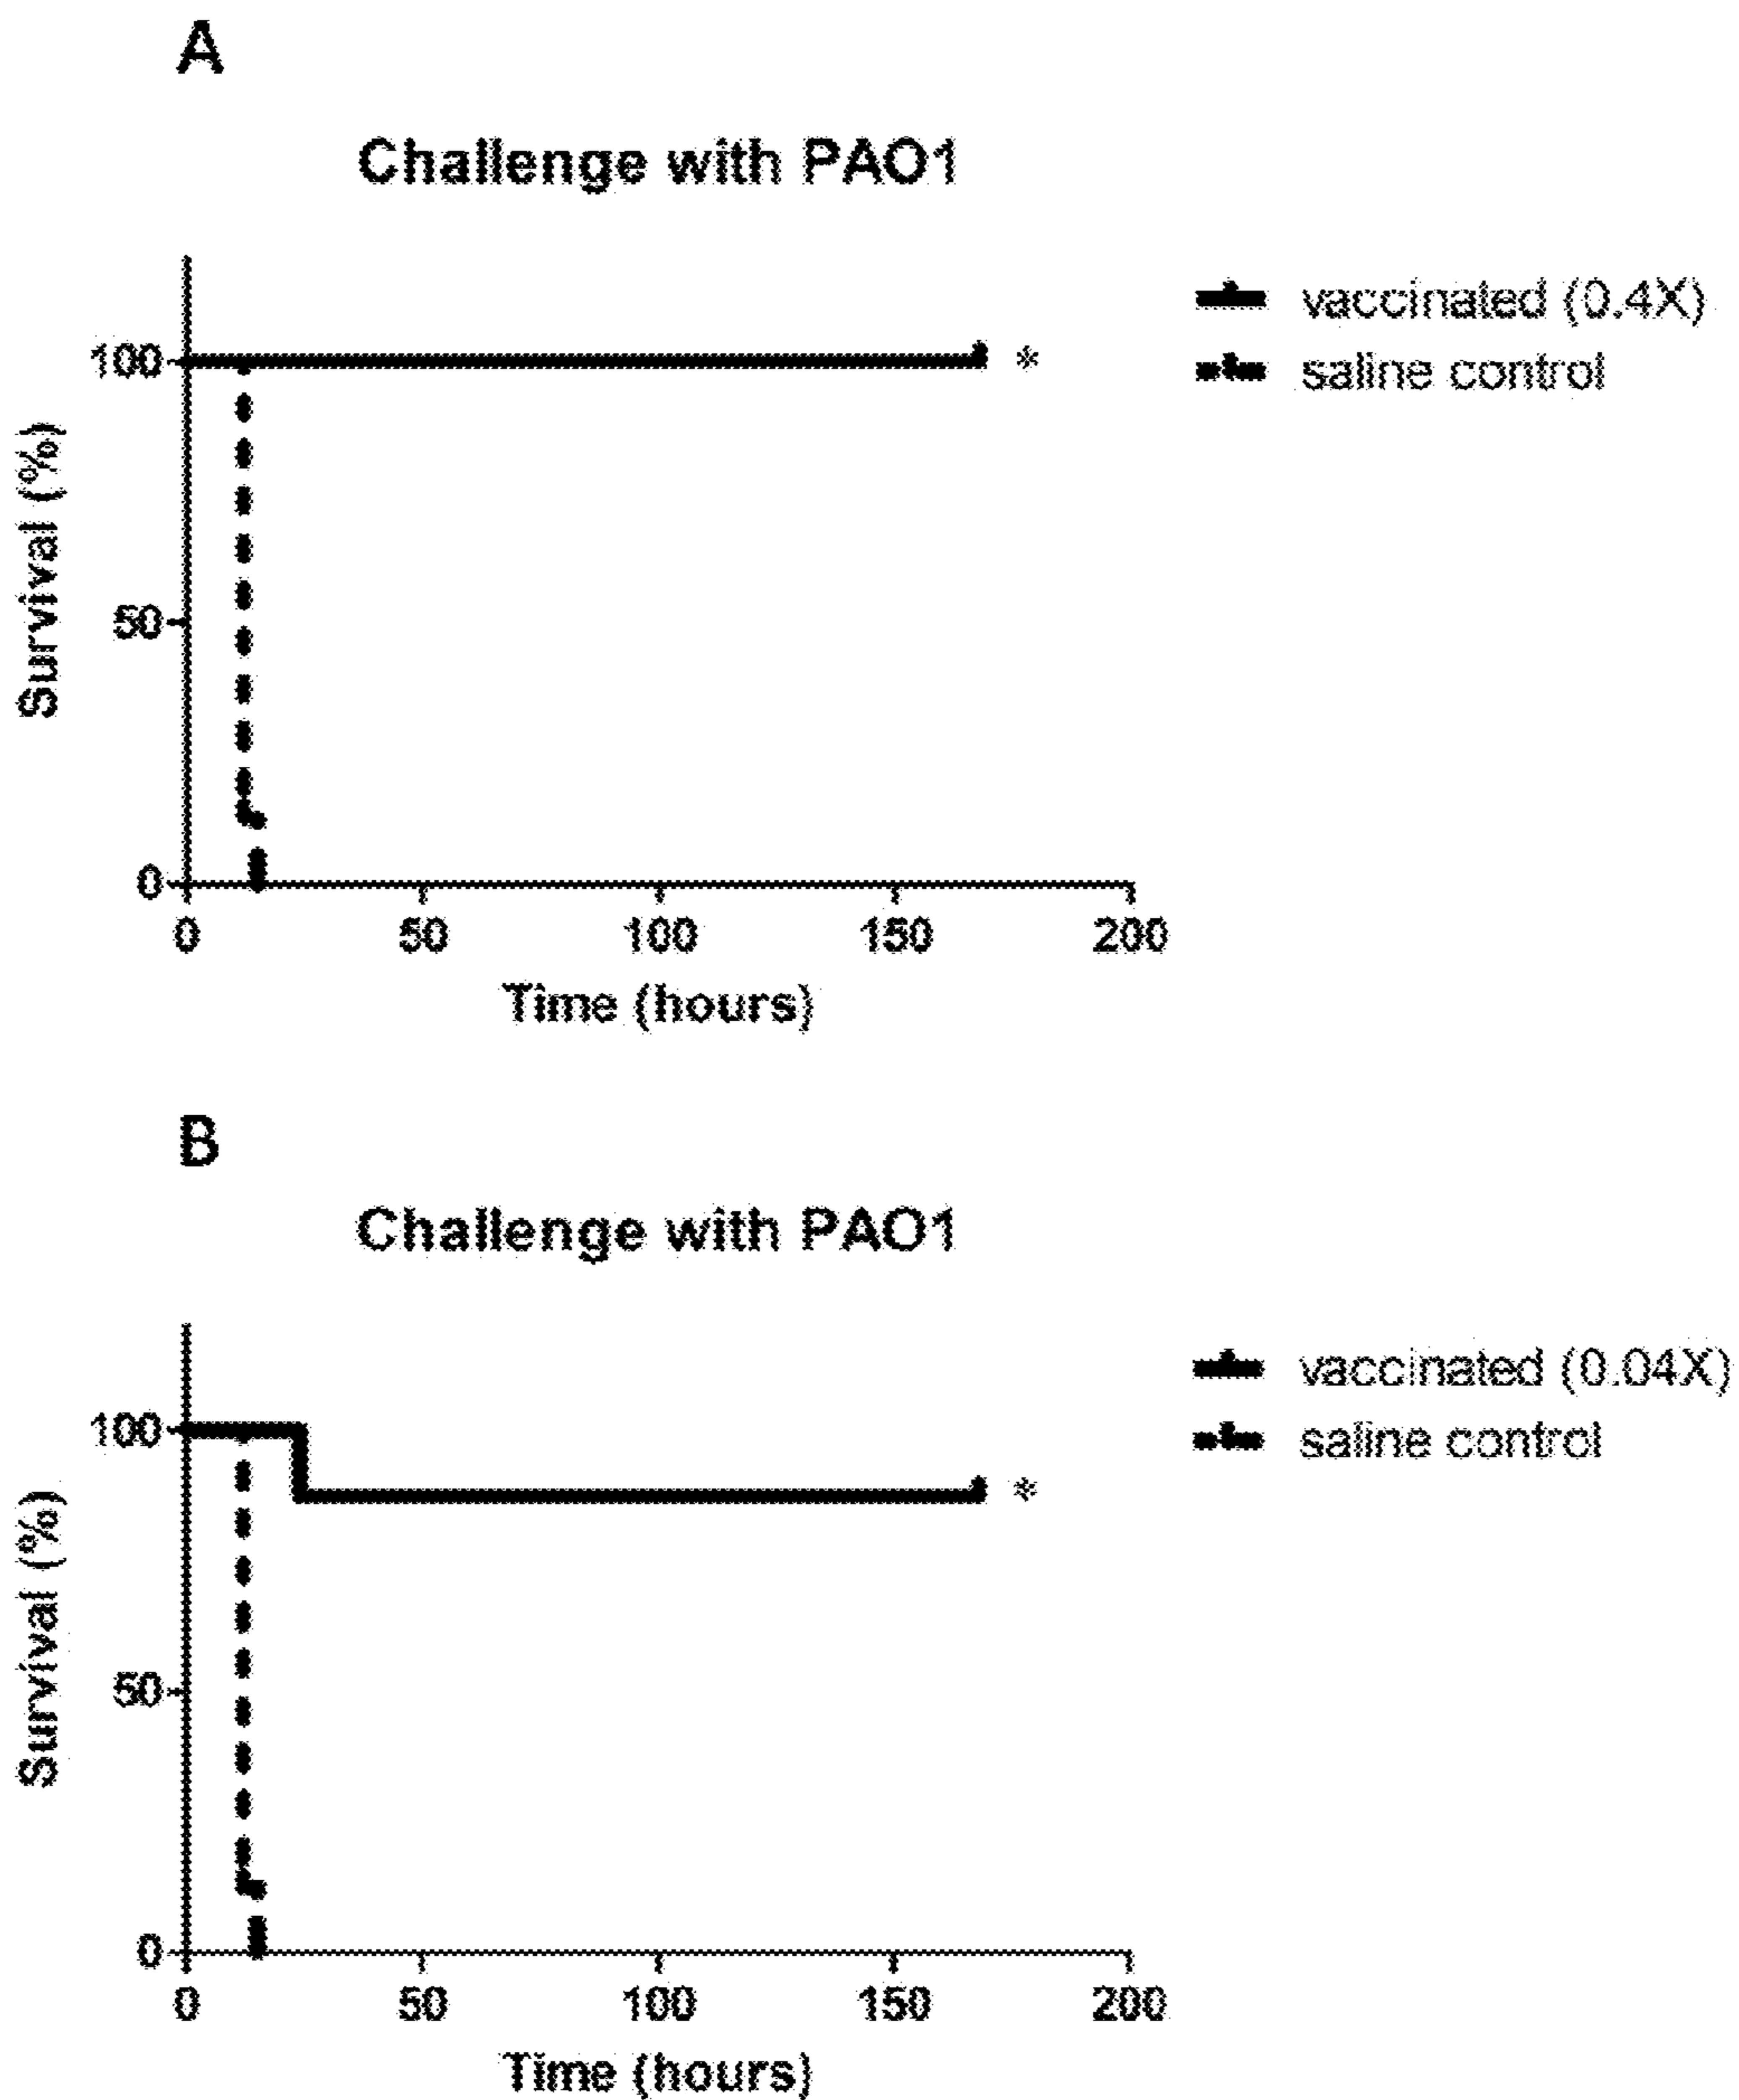 A
Challenge with PAO1
vaccinated (0.4X)
saline control
100
*
50
0
Survival (%)
0 50 100 150 200
Time (hours)
B
Challenge with PAO1
vaccinated (0.04X)
saline control
100
*
50
0
Survival (%)
0 50 100 150 200
Time (hours)